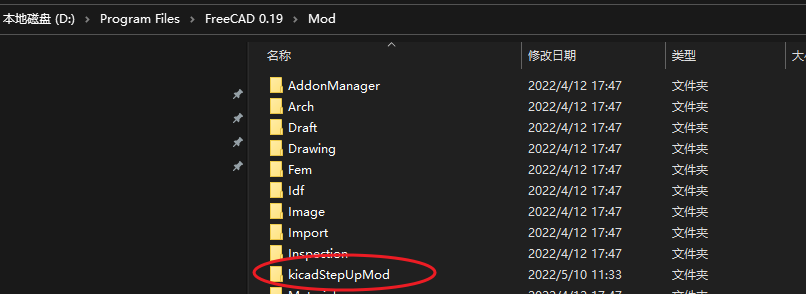 本地磁盘 (D:) > Program Files > FreeCAD 0.19 > Mod
名称 修改日期 类型 大小
AddonManager 2022/4/12 17:47 文件夹
Arch 2022/4/12 17:47 文件夹
Draft 2022/4/12 17:47 文件夹
Drawing 2022/4/12 17:47 文件夹
Fem 2022/4/12 17:47 文件夹
Idf 2022/4/12 17:47 文件夹
Image 2022/4/12 17:47 文件夹
Import 2022/4/12 17:47 文件夹
Inspection 2022/4/12 17:47 文件夹
kicadStepUpMod 2022/5/10 11:33 文件夹